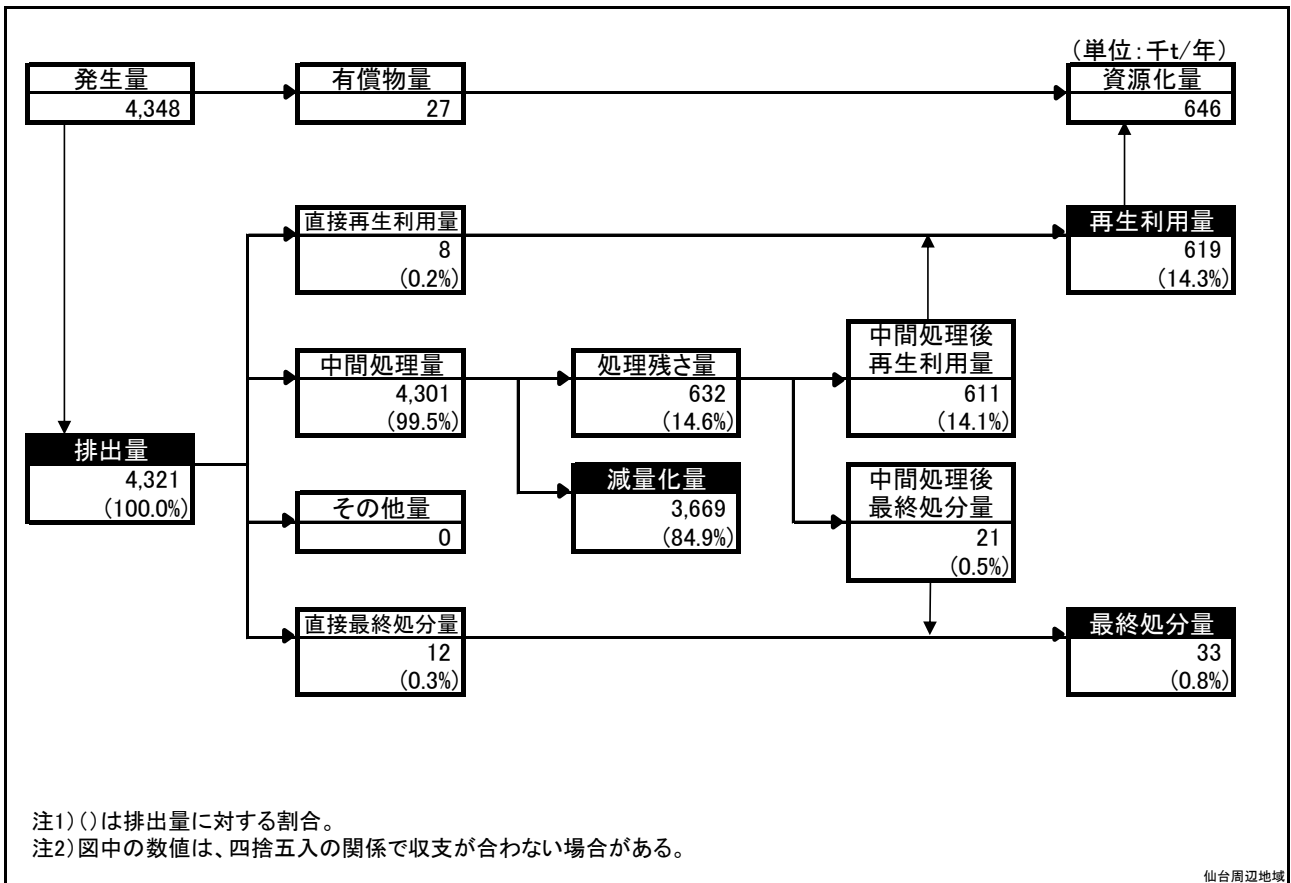 (単位:千t/年)
発生量
4,348
有償物量
27
資源化量
646
直接再生利用量
8
(0.2%)
再生利用量
619
(14.3%)
中間処理量
4,301
(99.5%)
処理残さ量
632
(14.6%)
中間処理後
再生利用量
611
(14.1%)
排出量
4,321
(100.0%)
減量化量
3,669
(84.9%)
中間処理後
最終処分量
21
(0.5%)
その他量
0
直接最終処分量
12
(0.3%)
最終処分量
33
(0.8%)
注1)()は排出量に対する割合。
注2)図中の数値は、四捨五入の関係で収支が合わない場合がある。
仙台周辺地域